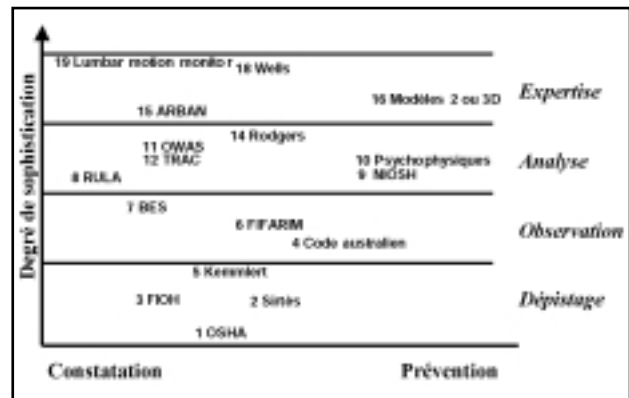 Degré de sophistication
19 Lumbar motion monitor
18 Wells
16 Modèles 2 ou 3D
Expertise
15 ARBAN
14 Rodgers
11 OWAS
12 TRAC
10 Psychophysiques
Analyse
8 RULA
9 NIOSH
7 BES
6 FIFARIM
4 Code australien
Observation
5 Kemmlert
3 FIOH
2 Sirtès
Dépistage
1 OSHA
Constatation
Prévention